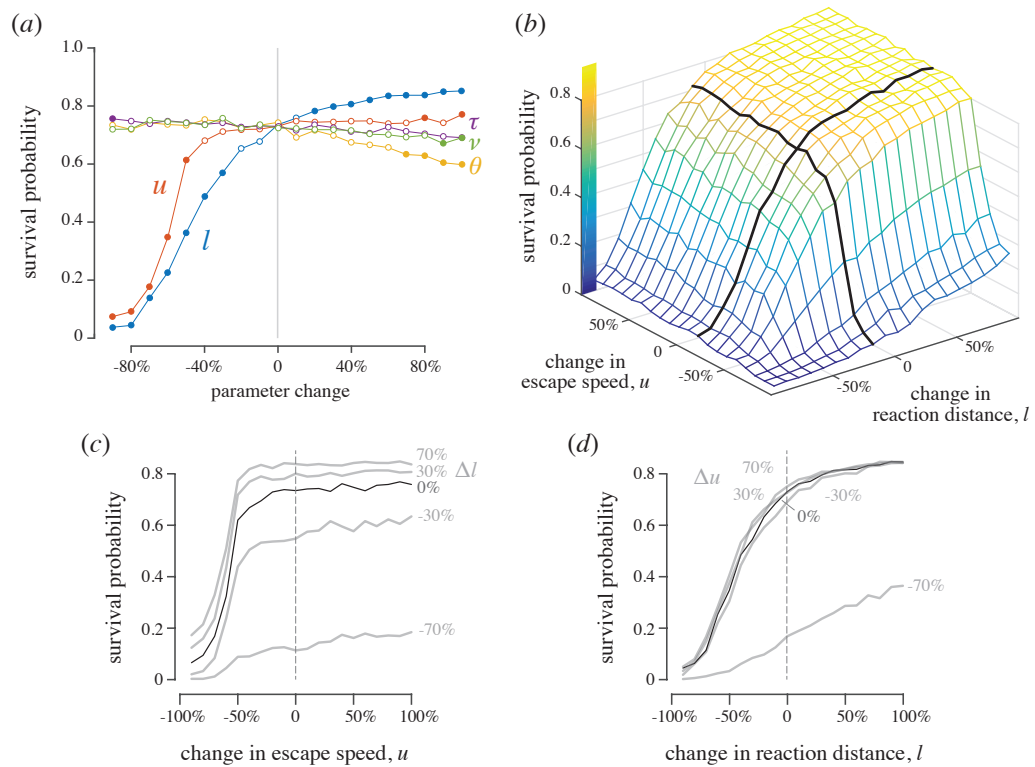 (a)
1.0
0.8
0.6
0.4
0.2
0
survival probability
u
l
τ
ν
θ
-80%
-40%
0%
40%
80%
parameter change
(b)
0.8
0.6
0.4
0.2
0
survival probability
50%
0
-50%
change in
escape speed, u
-50%
0
50%
change in
reaction distance, l
(c)
0.8
0.6
0.4
0.2
0
survival probability
70%
30% Δl
0%
-30%
-70%
-100%
-50%
0
50%
100%
change in escape speed, u
(d)
0.8
0.6
0.4
0.2
0
survival probability
Δu
70%
30%
-30%
0%
-70%
-100%
-50%
0
50%
100%
change in reaction distance, l